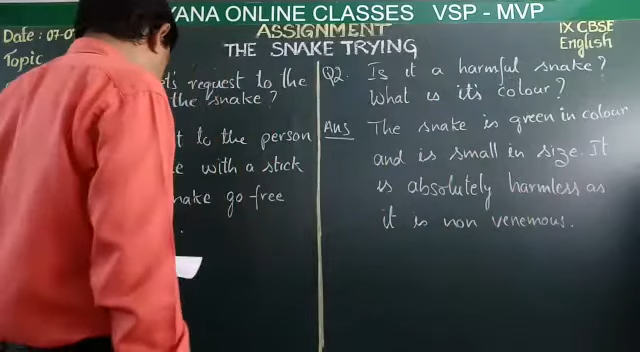 YANA ONLINE CLASSES VSP - MVP
Date: 07-0
ASSIGNMENT
IX CBSE
Topic
THE SNAKE TRYING
English
request to the
the snake?
to the person
with a stick
go free
Q2. Is it a harmful snake?
What is it's colour?
Ans The snake is green in colour
and is small in size. It
is absolutely harmless as
it is non venemous.